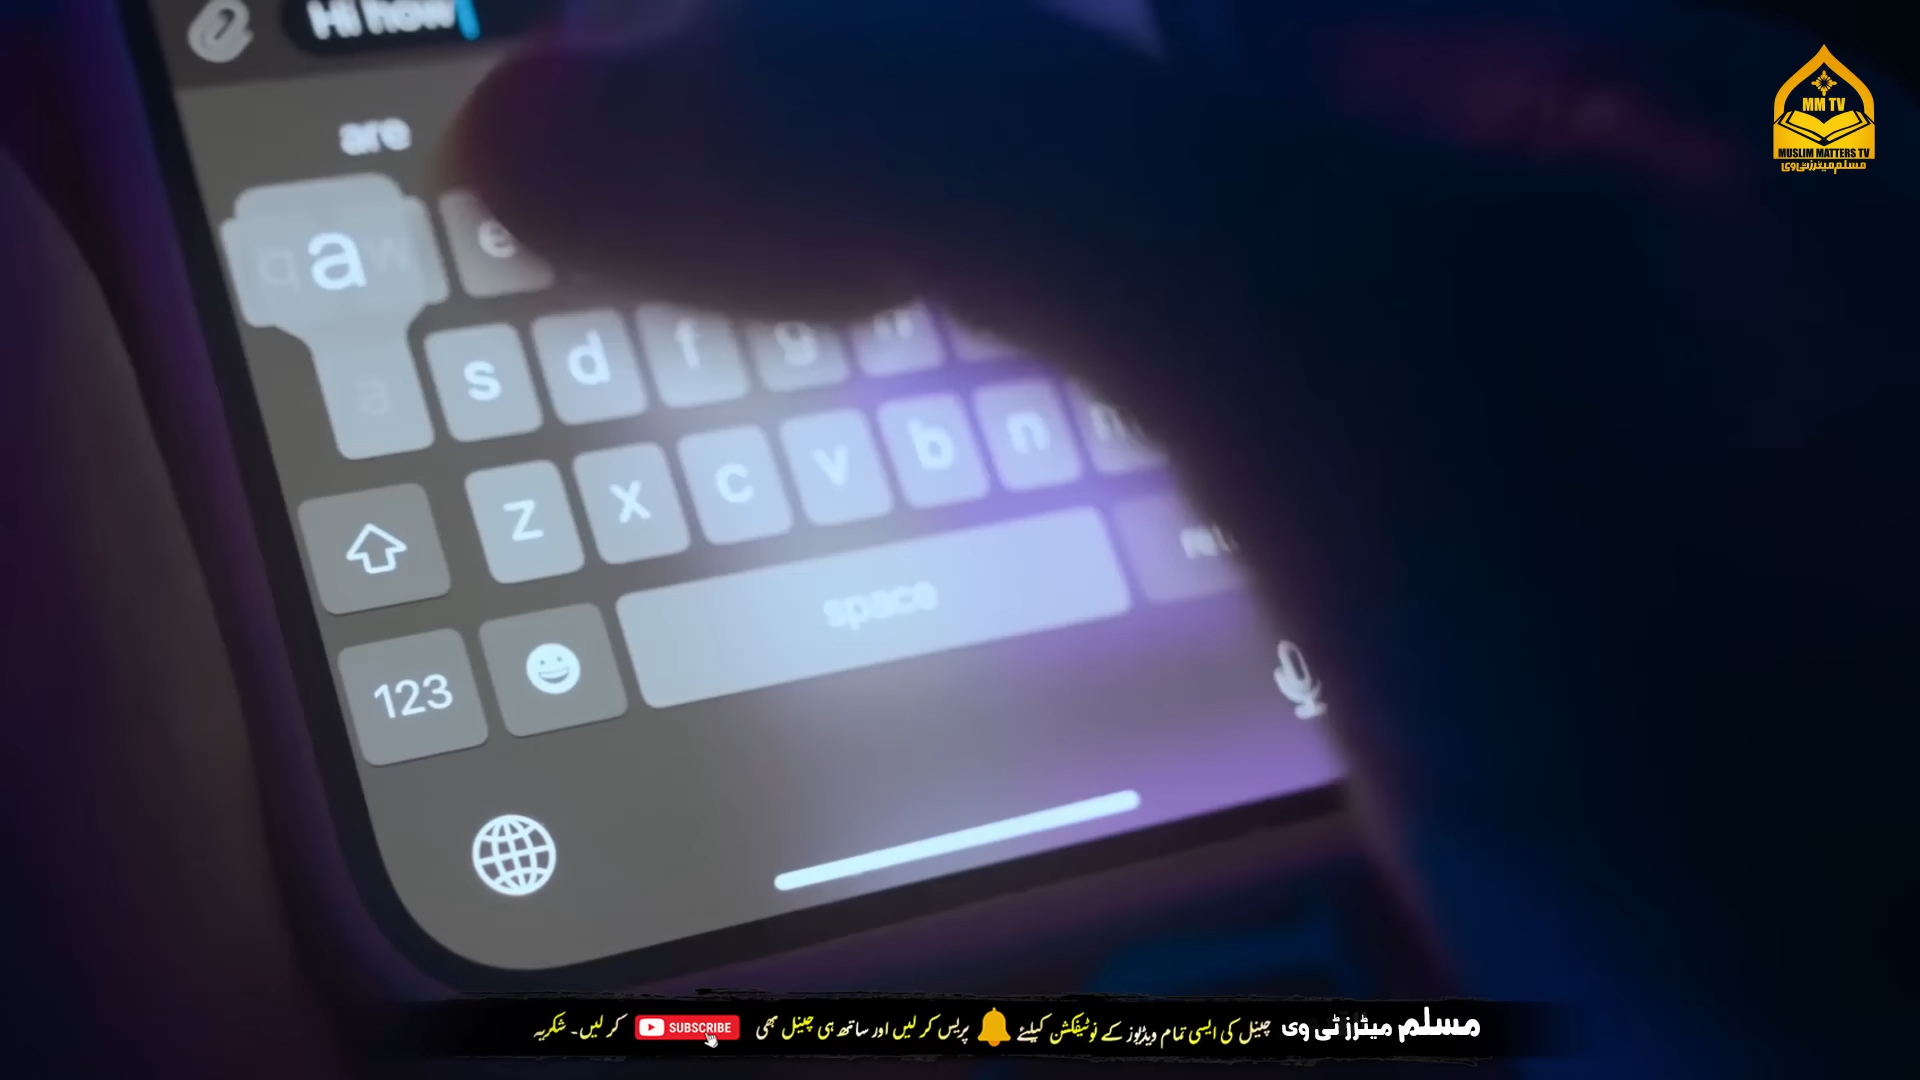 Hi how
are
q a w e
a s d f g h
z x c v b n m
space
123
MM TV
MUSLIM MATTERS TV
مسلم میٹرز ٹی وی
مسلم میٹرز ٹی وی چینل کی ایسی تمام ویڈیوز کے نوٹیفکشن کیلئے پریس کر لیں اور ساتھ ہی چینل بھی SUBSCRIBE کر لیں۔ شکریہ